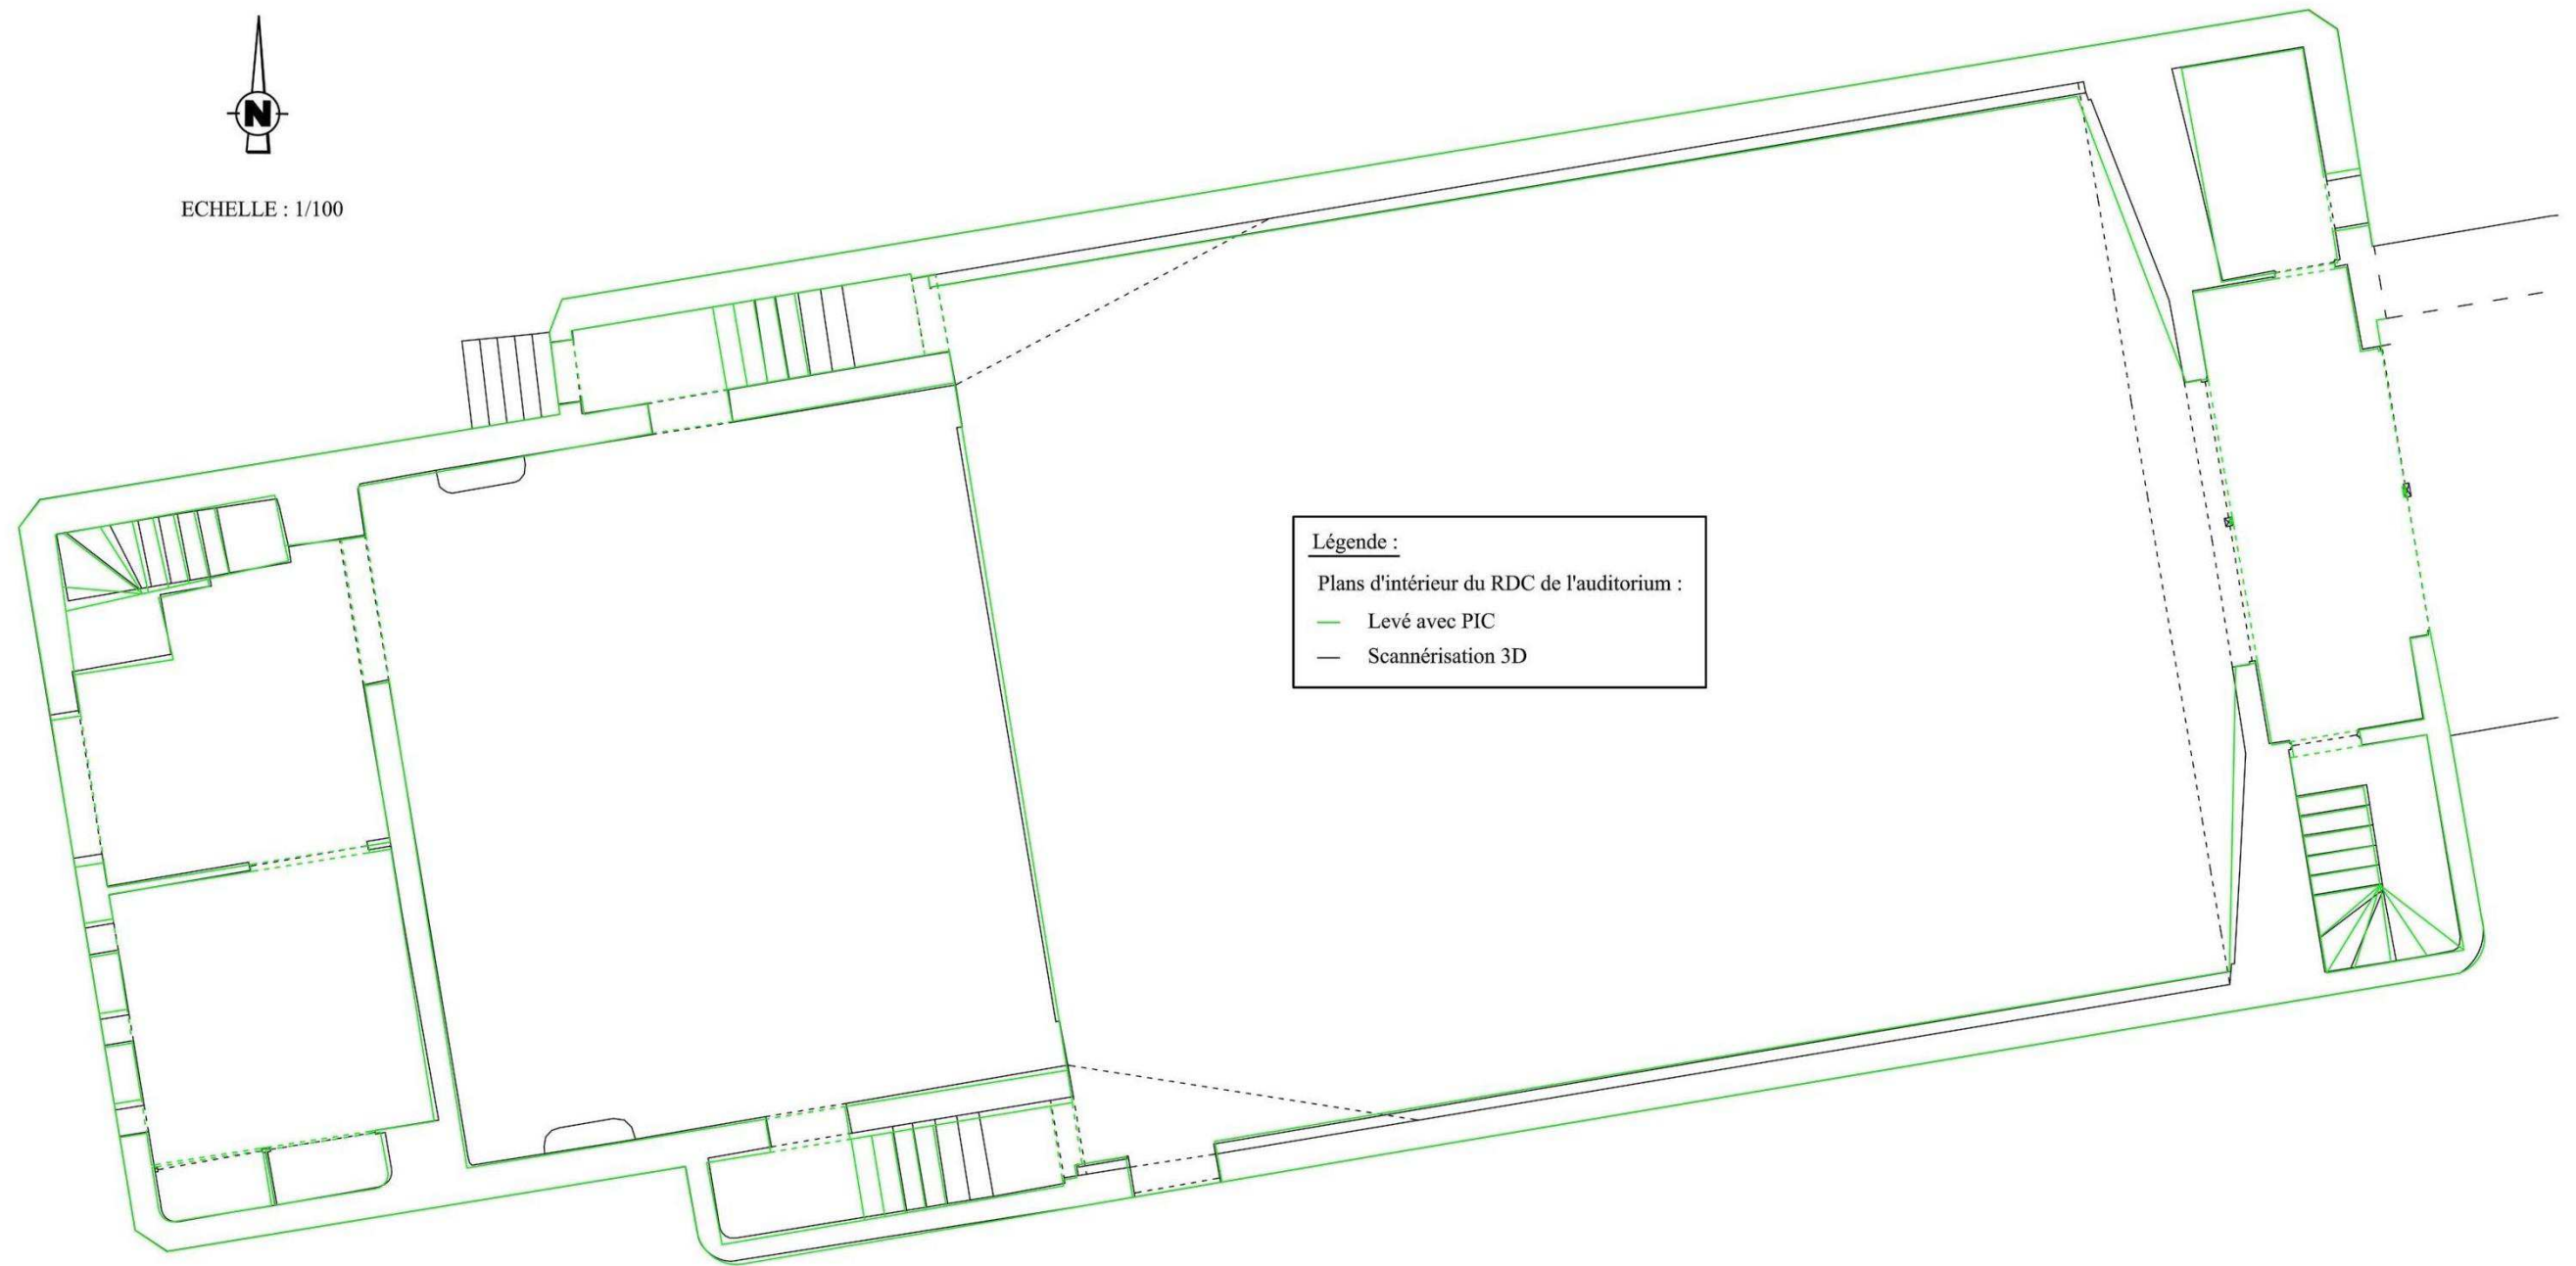 N
ECHELLE : 1/100
Légende :
Plans d'intérieur du RDC de l'auditorium :
Levé avec PIC
Scannérisation 3D